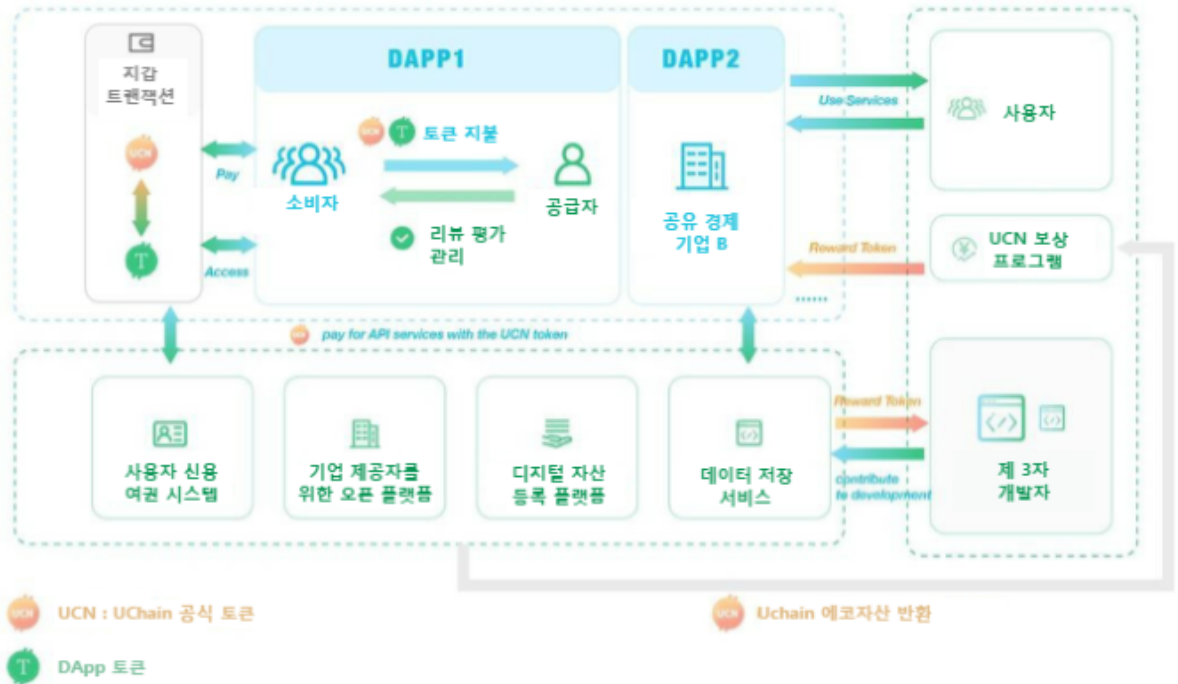 지갑
트랜잭션
UCN
T
Pay
Access
DAPP1
UCN T 토큰 지불
소비자
공급자
리뷰 평가
관리
DAPP2
공유 경제
기업 B
Use Services
사용자
Reward Token
UCN 보상
프로그램
......
UCN pay for API services with the UCN token
사용자 신용
여권 시스템
기업 제공자를
위한 오픈 플랫폼
디지털 자산
등록 플랫폼
데이터 저장
서비스
Reward Token
contribute
to development
제 3자
개발자
UCN UCN : UChain 공식 토큰
UCN Uchain 에코자산 반환
T DApp 토큰